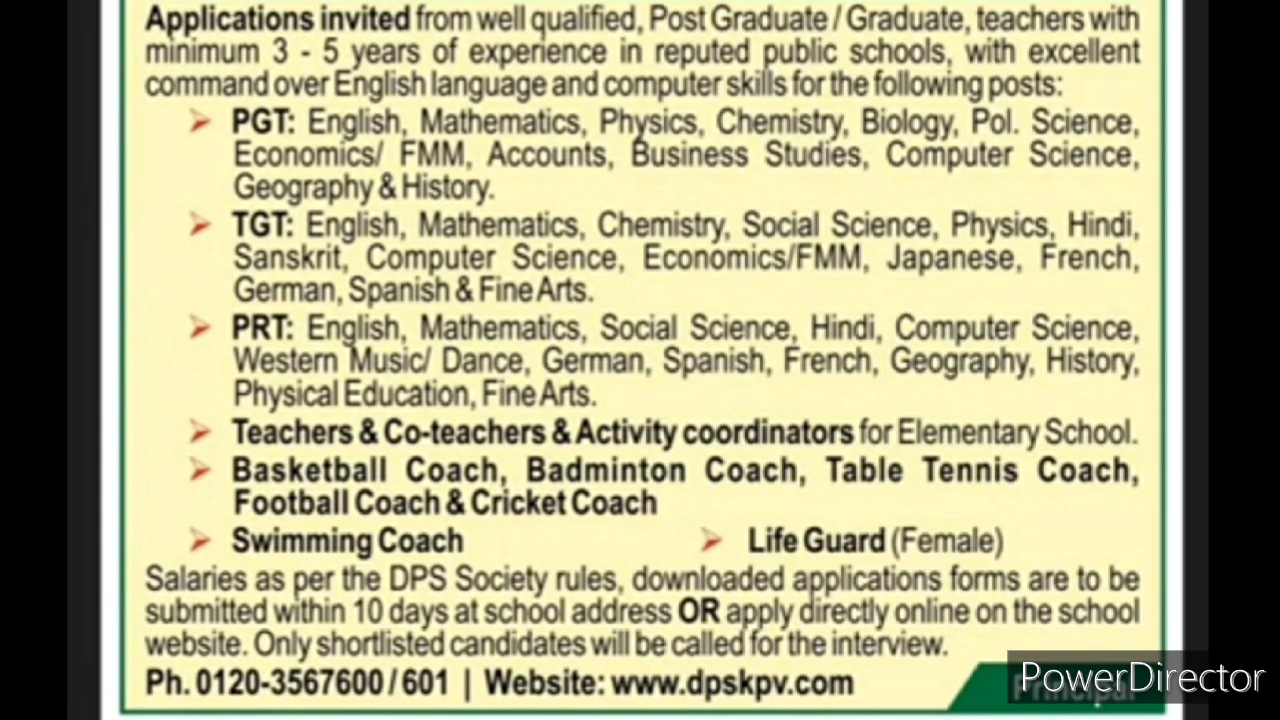 Applications invited from well qualified, Post Graduate / Graduate, teachers with
minimum 3 - 5 years of experience in reputed public schools, with excellent
command over English language and computer skills for the following posts:
➢ PGT: English, Mathematics, Physics, Chemistry, Biology, Pol. Science,
Economics/ FMM, Accounts, Business Studies, Computer Science,
Geography & History.
➢ TGT: English, Mathematics, Chemistry, Social Science, Physics, Hindi,
Sanskrit, Computer Science, Economics/FMM, Japanese, French,
German, Spanish & Fine Arts.
➢ PRT: English, Mathematics, Social Science, Hindi, Computer Science,
Western Music/ Dance, German, Spanish, French, Geography, History,
Physical Education, Fine Arts.
➢ Teachers & Co-teachers & Activity coordinators for Elementary School.
➢ Basketball Coach, Badminton Coach, Table Tennis Coach,
Football Coach & Cricket Coach
➢ Swimming Coach ➢ Life Guard (Female)
Salaries as per the DPS Society rules, downloaded applications forms are to be
submitted within 10 days at school address OR apply directly online on the school
website. Only shortlisted candidates will be called for the interview.
Ph. 0120-3567600 / 601 | Website: www.dpskpv.com
Principal
PowerDirector